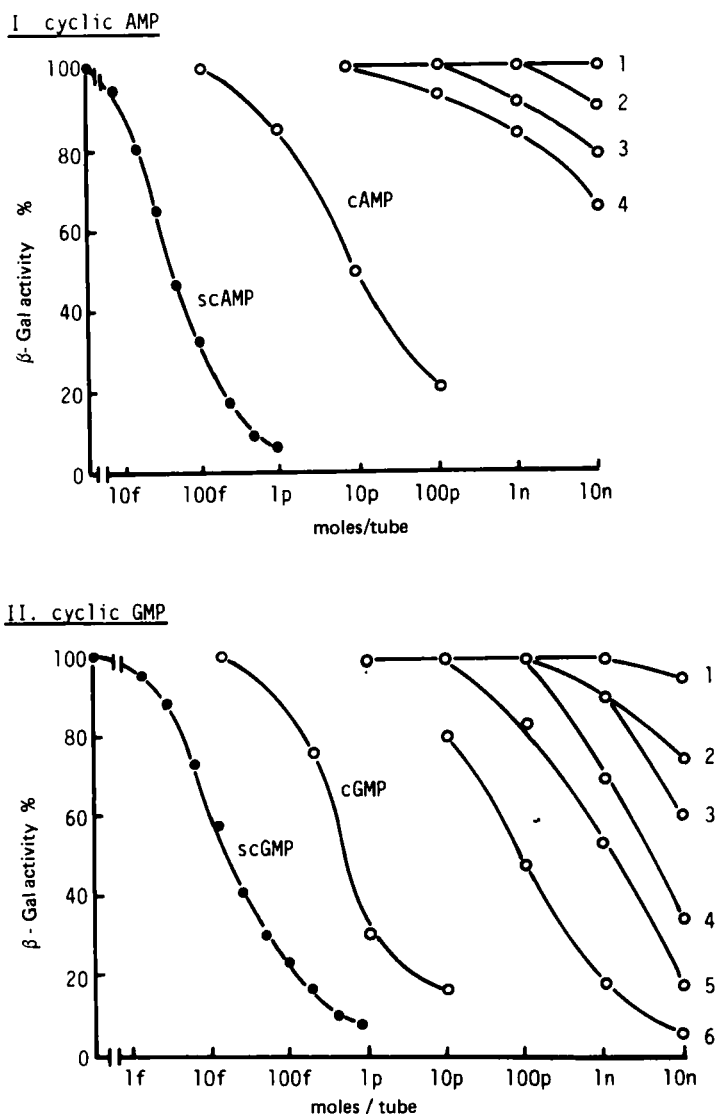 I cyclic AMP
100
80
60
40
20
0
β- Gal activity %
scAMP
cAMP
1
2
3
4
10f 100f 1p 10p 100p 1n 10n
moles/tube
II. cyclic GMP
100
80
60
40
20
0
β - Gal activity %
scGMP
cGMP
1
2
3
4
5
6
1f 10f 100f 1p 10p 100p 1n 10n
moles / tube